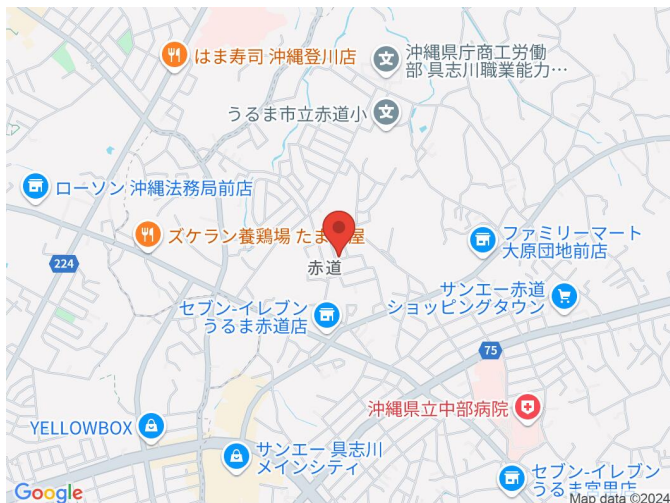 はま寿司 沖縄登川店
沖縄県庁商工労働
部 具志川職業能力…
うるま市立赤道小
ローソン 沖縄法務局前店
ズケラン養鶏場 たま
屋
ファミリーマート
大原団地前店
224
赤道
サンエー赤道
ショッピングタウン
セブン-イレブン
うるま赤道店
75
沖縄県立中部病院
YELLOWBOX
サンエー 具志川
メインシティ
セブン-イレブン
うるま宮里店
Google
Map data ©2024